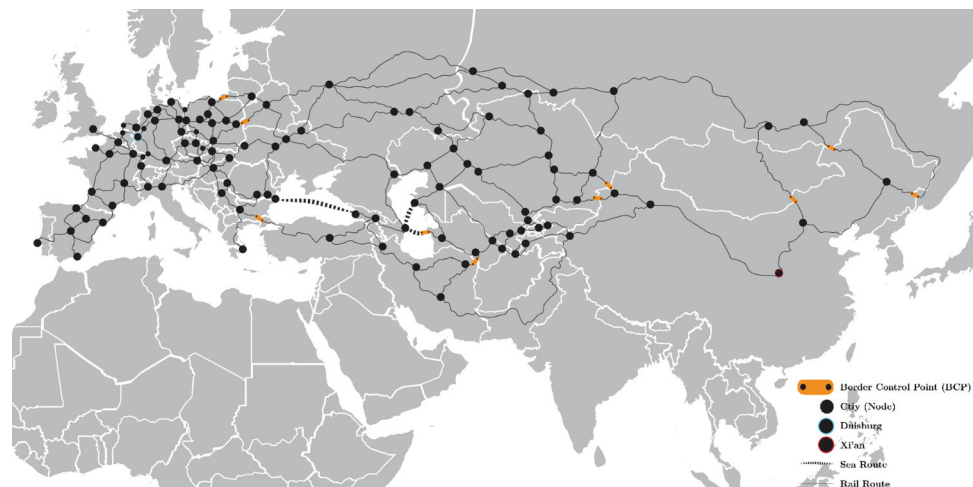 Border Control Point (BCP)
Ctiy (Node)
Duisburg
Xi'an
Sea Route
Rail Route